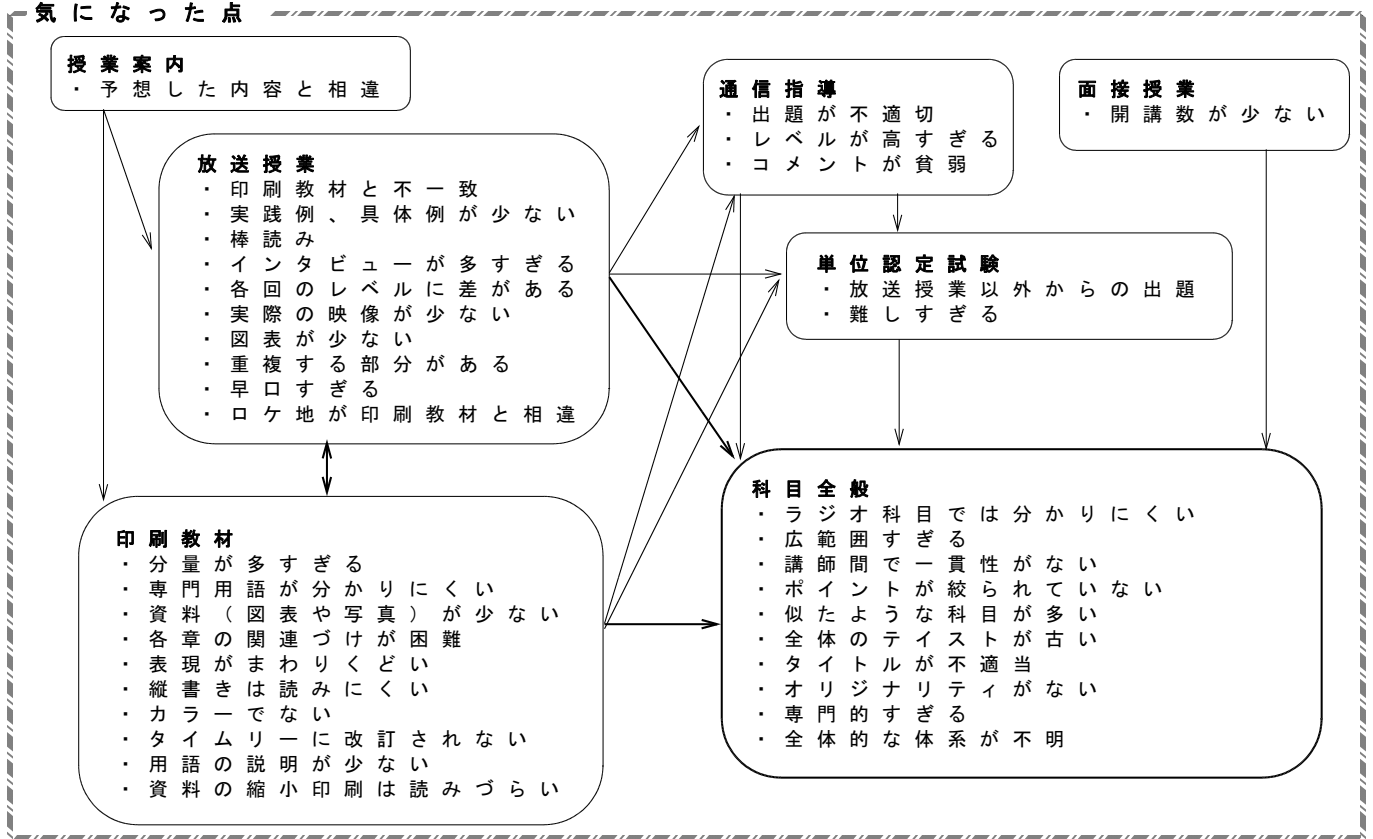 気になった点
授業案内
・予想した内容と相違
放送授業
・印刷教材と不一致
・実践例、具体例が少ない
・棒読み
・インタビューが多すぎる
・各回のレベルに差がある
・実際の映像が少ない
・図表が少ない
・重複する部分がある
・早口すぎる
・ロケ地が印刷教材と相違
通信指導
・出題が不適切
・レベルが高すぎる
・コメントが貧弱
面接授業
・開講数が少ない
単位認定試験
・放送授業以外からの出題
・難しすぎる
印刷教材
・分量が多すぎる
・専門用語が分かりにくい
・資料（図表や写真）が少ない
・各章の関連づけが困難
・表現がまわりくどい
・縦書きは読みにくい
・カラーでない
・タイムリーに改訂されない
・用語の説明が少ない
・資料の縮小印刷は読みづらい
科目全般
・ラジオ科目では分かりにくい
・広範囲すぎる
・講師間で一貫性がない
・ポイントが絞られていない
・似たような科目が多い
・全体のテイストが古い
・タイトルが不適当
・オリジナリティがない
・専門的すぎる
・全体的な体系が不明